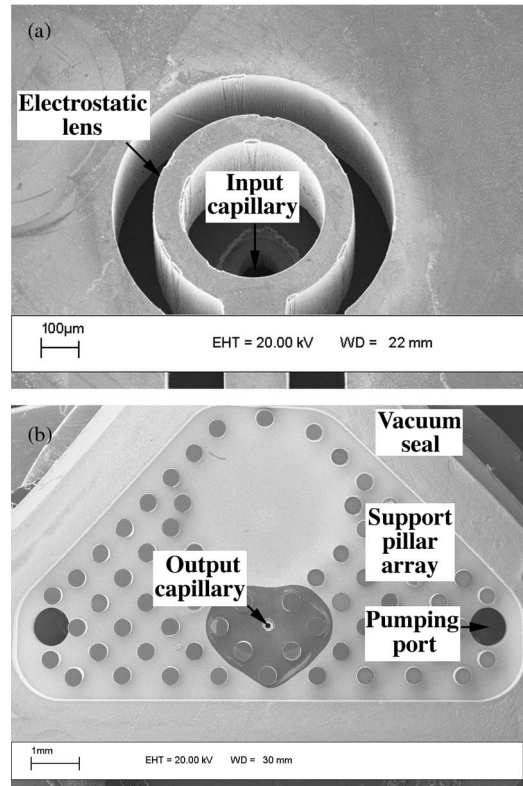 (a)
Electrostatic
lens
Input
capillary
100µm
EHT = 20.00 kV WD = 22 mm
(b)
Vacuum
seal
Support
pillar
array
Output
capillary
Pumping
port
1mm
EHT = 20.00 kV WD = 30 mm